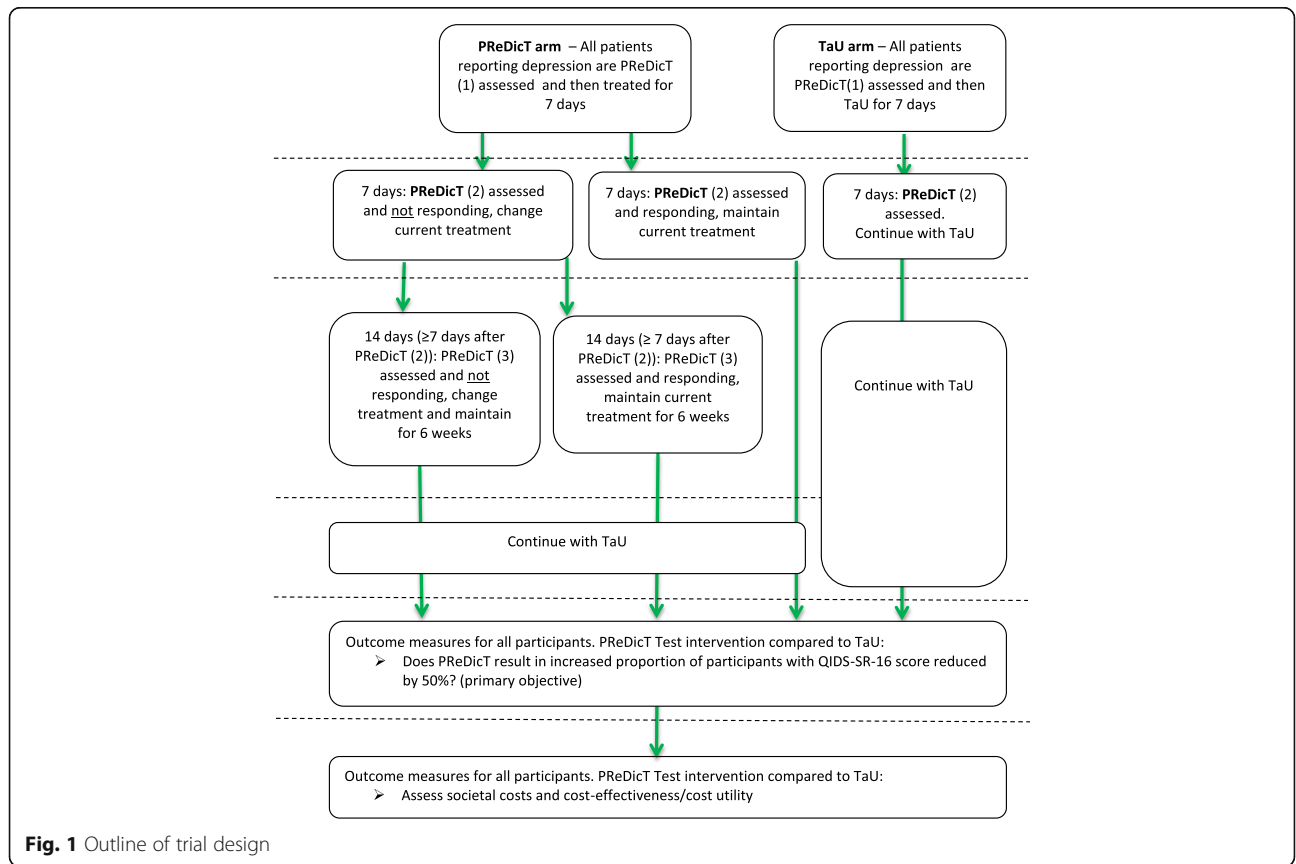 PReDicT arm – All patients
reporting depression are PReDicT
(1) assessed and then treated for
7 days
TaU arm – All patients
reporting depression are
PReDicT(1) assessed and then
TaU for 7 days
7 days: PReDicT (2) assessed
and not responding, change
current treatment
7 days: PReDicT (2) assessed
and responding, maintain
current treatment
7 days: PReDicT (2)
assessed.
Continue with TaU
14 days (≥7 days after
PReDicT (2)): PReDicT (3)
assessed and not
responding, change
treatment and maintain
for 6 weeks
14 days (≥ 7 days after
PReDicT (2)): PReDicT (3)
assessed and responding,
maintain current
treatment for 6 weeks
Continue with TaU
Continue with TaU
Outcome measures for all participants. PReDicT Test intervention compared to TaU:
➢ Does PReDicT result in increased proportion of participants with QIDS-SR-16 score reduced
by 50%? (primary objective)
Outcome measures for all participants. PReDicT Test intervention compared to TaU:
➢ Assess societal costs and cost-effectiveness/cost utility
Fig. 1 Outline of trial design